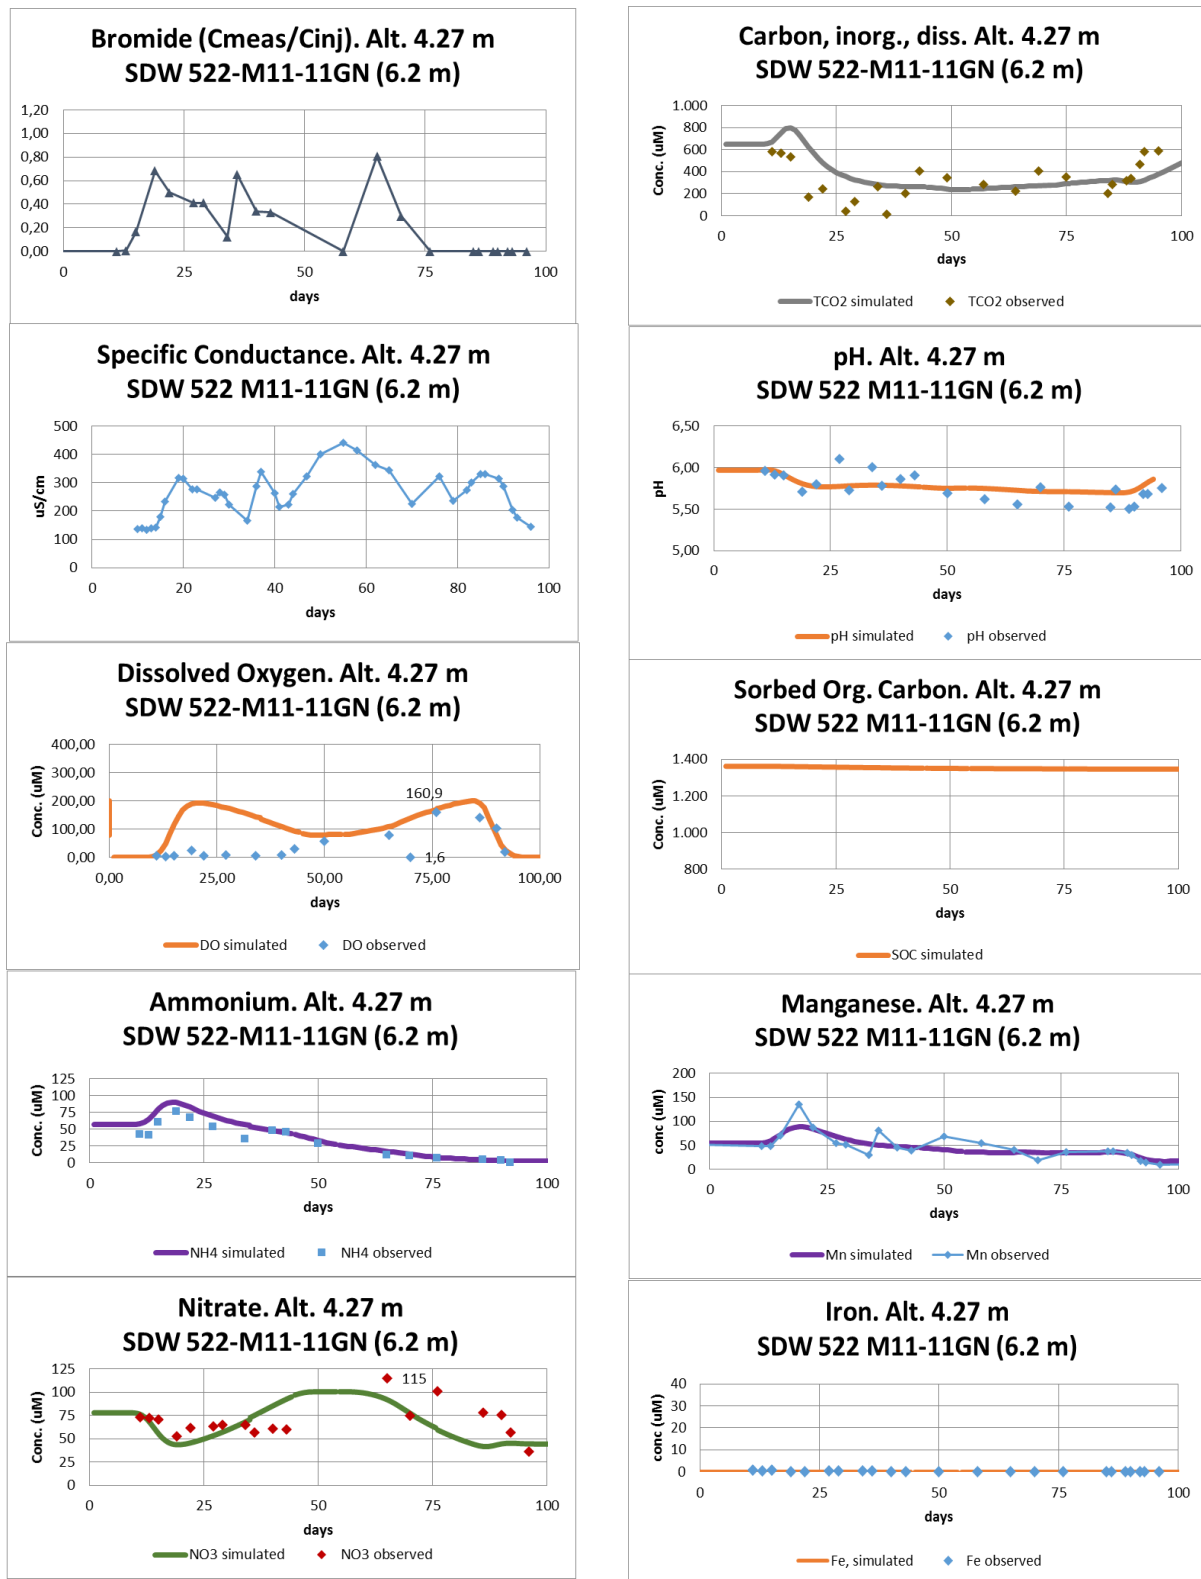 Bromide (Cmeas/Cinj). Alt. 4.27 m
SDW 522-M11-11GN (6.2 m)
1,20
1,00
0,80
0,60
0,40
0,20
0,00
0 25 50 75 100
days
Carbon, inorg., diss. Alt. 4.27 m
SDW 522-M11-11GN (6.2 m)
Conc. (uM)
1.000
800
600
400
200
0
0 25 50 75 100
days
TCO2 simulated TCO2 observed
Specific Conductance. Alt. 4.27 m
SDW 522 M11-11GN (6.2 m)
uS/cm
500
400
300
200
100
0
0 20 40 60 80 100
days
pH. Alt. 4.27 m
SDW 522 M11-11GN (6.2 m)
pH
6,50
6,00
5,50
5,00
0 25 50 75 100
days
pH simulated pH observed
Dissolved Oxygen. Alt. 4.27 m
SDW 522-M11-11GN (6.2 m)
Conc. (uM)
400,00
300,00
200,00
100,00
0,00
160,9
1,6
0,00 25,00 50,00 75,00 100,00
days
DO simulated DO observed
Sorbed Org. Carbon. Alt. 4.27 m
SDW 522 M11-11GN (6.2 m)
Conc. (uM)
1.400
1.200
1.000
800
0 25 50 75 100
days
SOC simulated
Ammonium. Alt. 4.27 m
SDW 522-M11-11GN (6.2 m)
Conc. (uM)
125
100
75
50
25
0
0 25 50 75 100
days
NH4 simulated NH4 observed
Manganese. Alt. 4.27 m
SDW 522 M11-11GN (6.2 m)
conc (uM)
200
150
100
50
0
0 25 50 75 100
days
Mn simulated Mn observed
Nitrate. Alt. 4.27 m
SDW 522-M11-11GN (6.2 m)
Conc. (uM)
125
100
75
50
25
0
115
0 25 50 75 100
days
NO3 simulated NO3 observed
Iron. Alt. 4.27 m
SDW 522 M11-11GN (6.2 m)
conc (uM)
40
30
20
10
0
0 25 50 75 100
days
Fe, simulated Fe observed